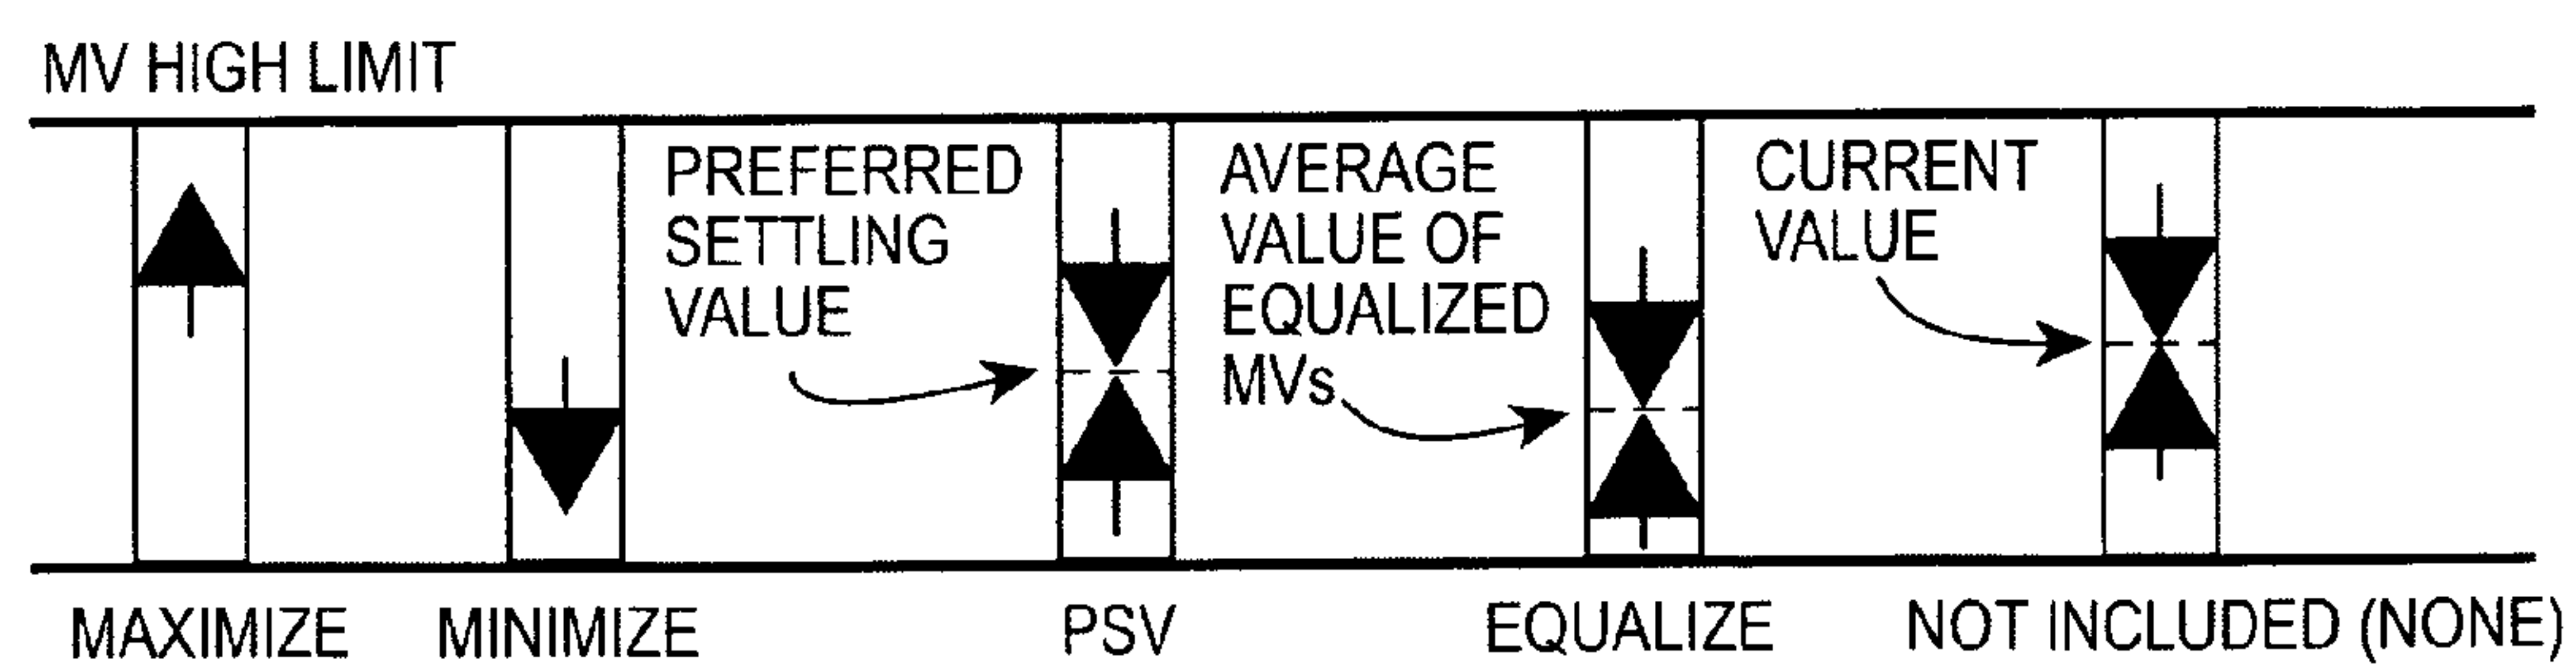 MV HIGH LIMIT
PREFERRED
SETTLING
VALUE
AVERAGE
VALUE OF
EQUALIZED
MVs
CURRENT
VALUE
MAXIMIZE
MINIMIZE
PSV
EQUALIZE
NOT INCLUDED (NONE)